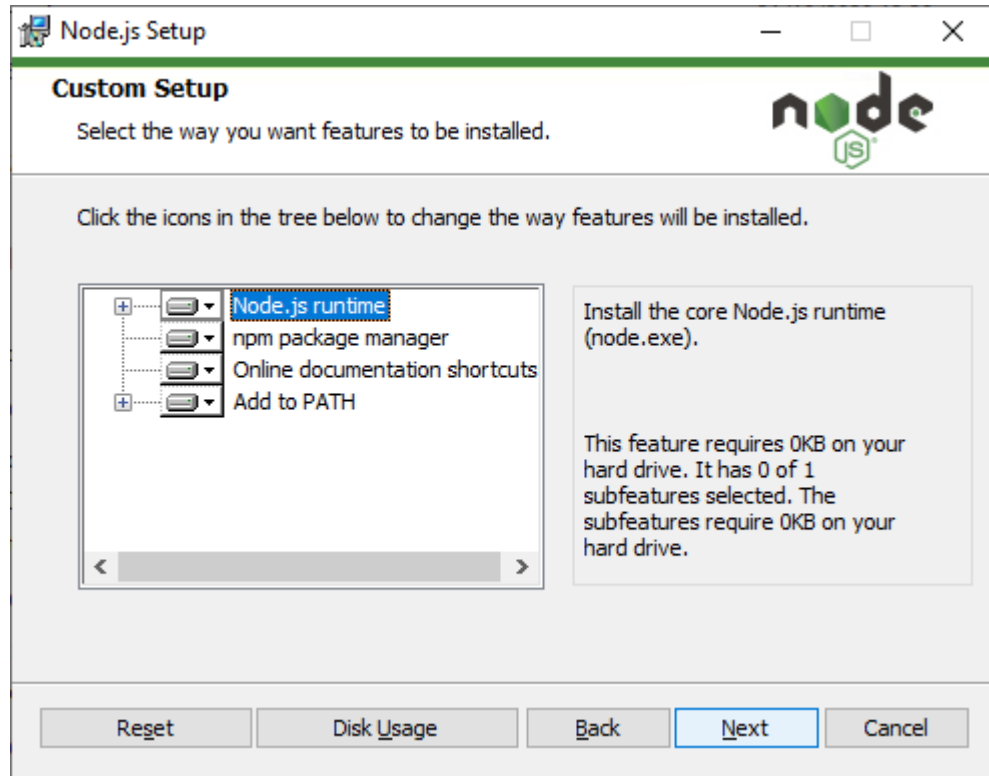 Node.js Setup
Custom Setup
Select the way you want features to be installed.
node
JS
Click the icons in the tree below to change the way features will be installed.
Node.js runtime
npm package manager
Online documentation shortcuts
Add to PATH
Install the core Node.js runtime
(node.exe).
This feature requires 0KB on your
hard drive. It has 0 of 1
subfeatures selected. The
subfeatures require 0KB on your
hard drive.
Reset
Disk Usage
Back
Next
Cancel